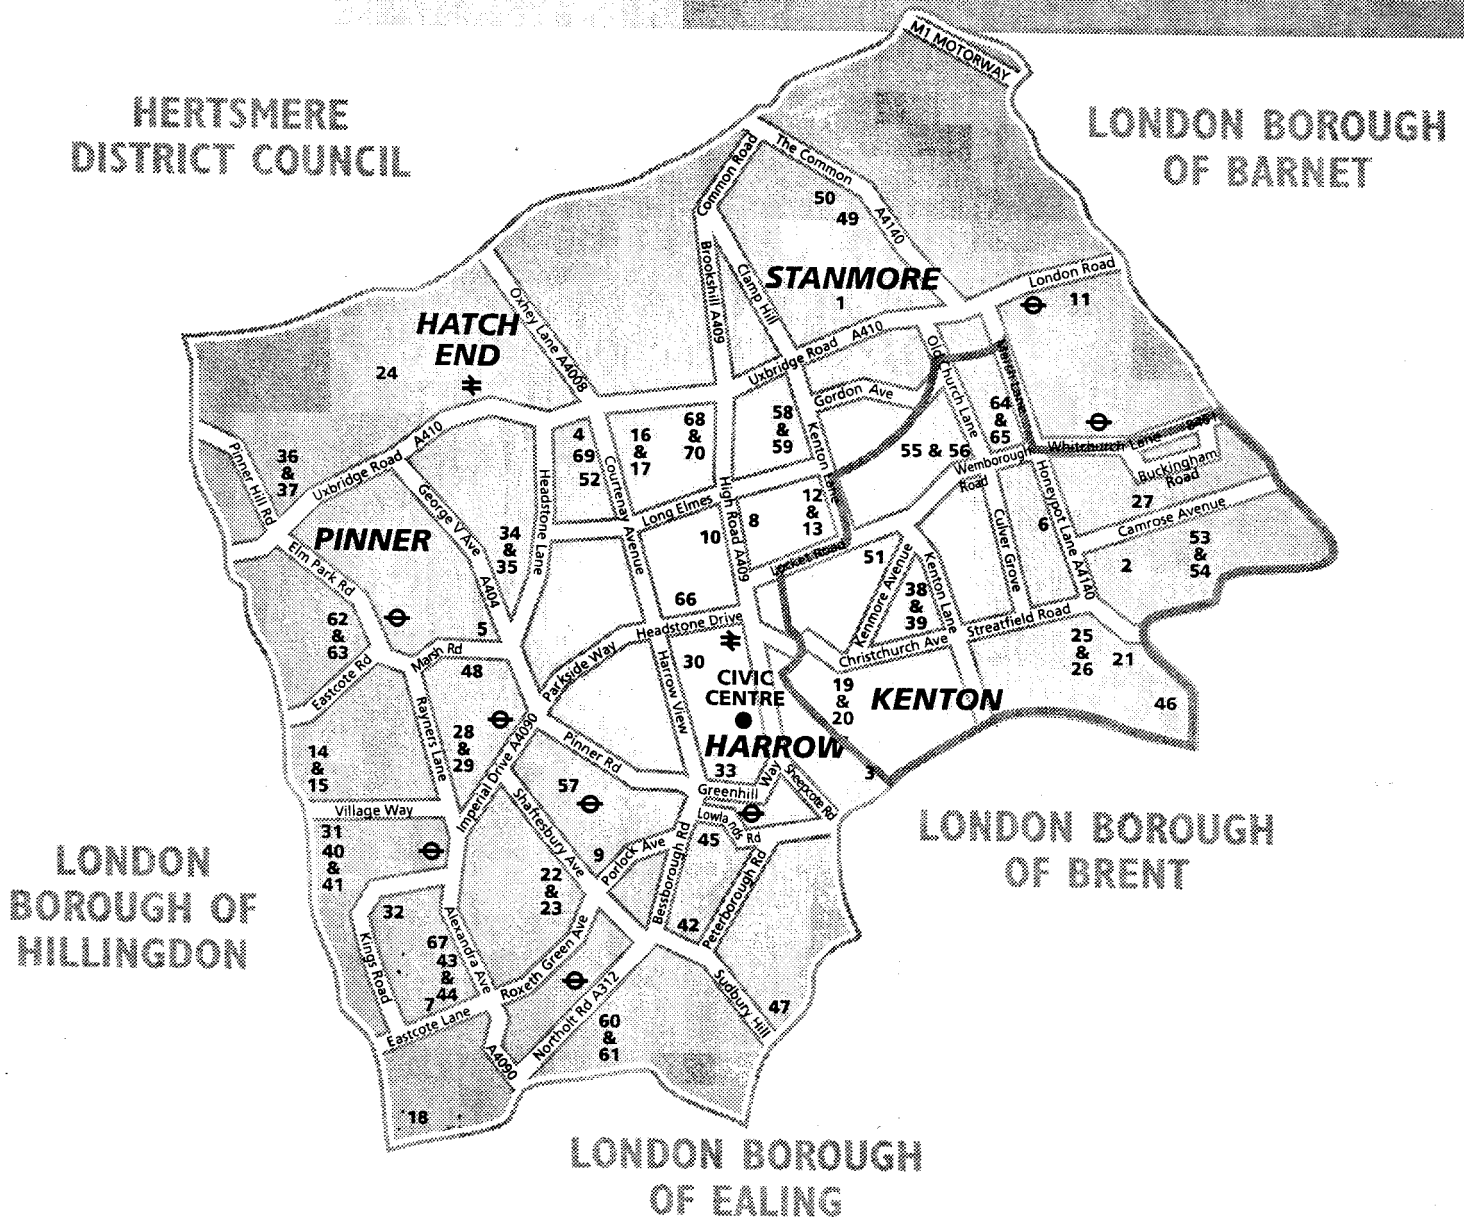 M1 MOTORWAY
HERTSMERE
DISTRICT COUNCIL
LONDON BOROUGH
OF BARNET
Common Road
The Common
50
49
A4140
STANMORE
1
London Road
11
Brookshill A409
Clamp Hill
Oxhey Lane A4008
HATCH
END
24
Uxbridge Road
A410
Old Church Lane
Marsh Lane
Gordon Ave
Kenton Lane
58
&
59
68
&
70
64
&
65
4
69
52
16
&
17
55 & 56
Wemborough
Road
Whitchurch Lane
Buckingham
Road
27
Camrose Avenue
Pinner Hill Rd
36
&
37
Uxbridge Road
A410
George V Ave
A404
Headstone Lane
Courtenay Avenue
Long Elmes
High Road A409
10
8
12
&
13
Locket Road
51
Culver Grove
6
Honeypot Lane A4140
2
53
&
54
PINNER
34
&
35
Elm Park Rd
62
&
63
5
66
Headstone Drive
Kenmore Avenue
38
&
39
Kenton Lane
Streatfield Road
Christchurch Ave
25
&
26
21
46
Eastcote Rd
Marsh Rd
48
Parkside Way
Harrow View
30
CIVIC
CENTRE
HARROW
19
&
20
KENTON
3
14
&
15
Rayners Lane
28
&
29
Imperial Drive A4090
Pinner Rd
57
33
Greenhill
Way
Sheepcote Rd
Lowlands Rd
45
Village Way
31
40
&
41
Shaftesbury Ave
9
Porlock Ave
Bessborough Rd
Peterborough Rd
42
22
&
23
LONDON BOROUGH
OF BRENT
LONDON
BOROUGH OF
HILLINGDON
32
Kings Road
67
43
&
44
7
Alexandra Ave
Roxeth Green Ave
Eastcote Lane
A4090
Northolt Rd A312
60
&
61
Sudbury Hill
47
18
LONDON BOROUGH
OF EALING